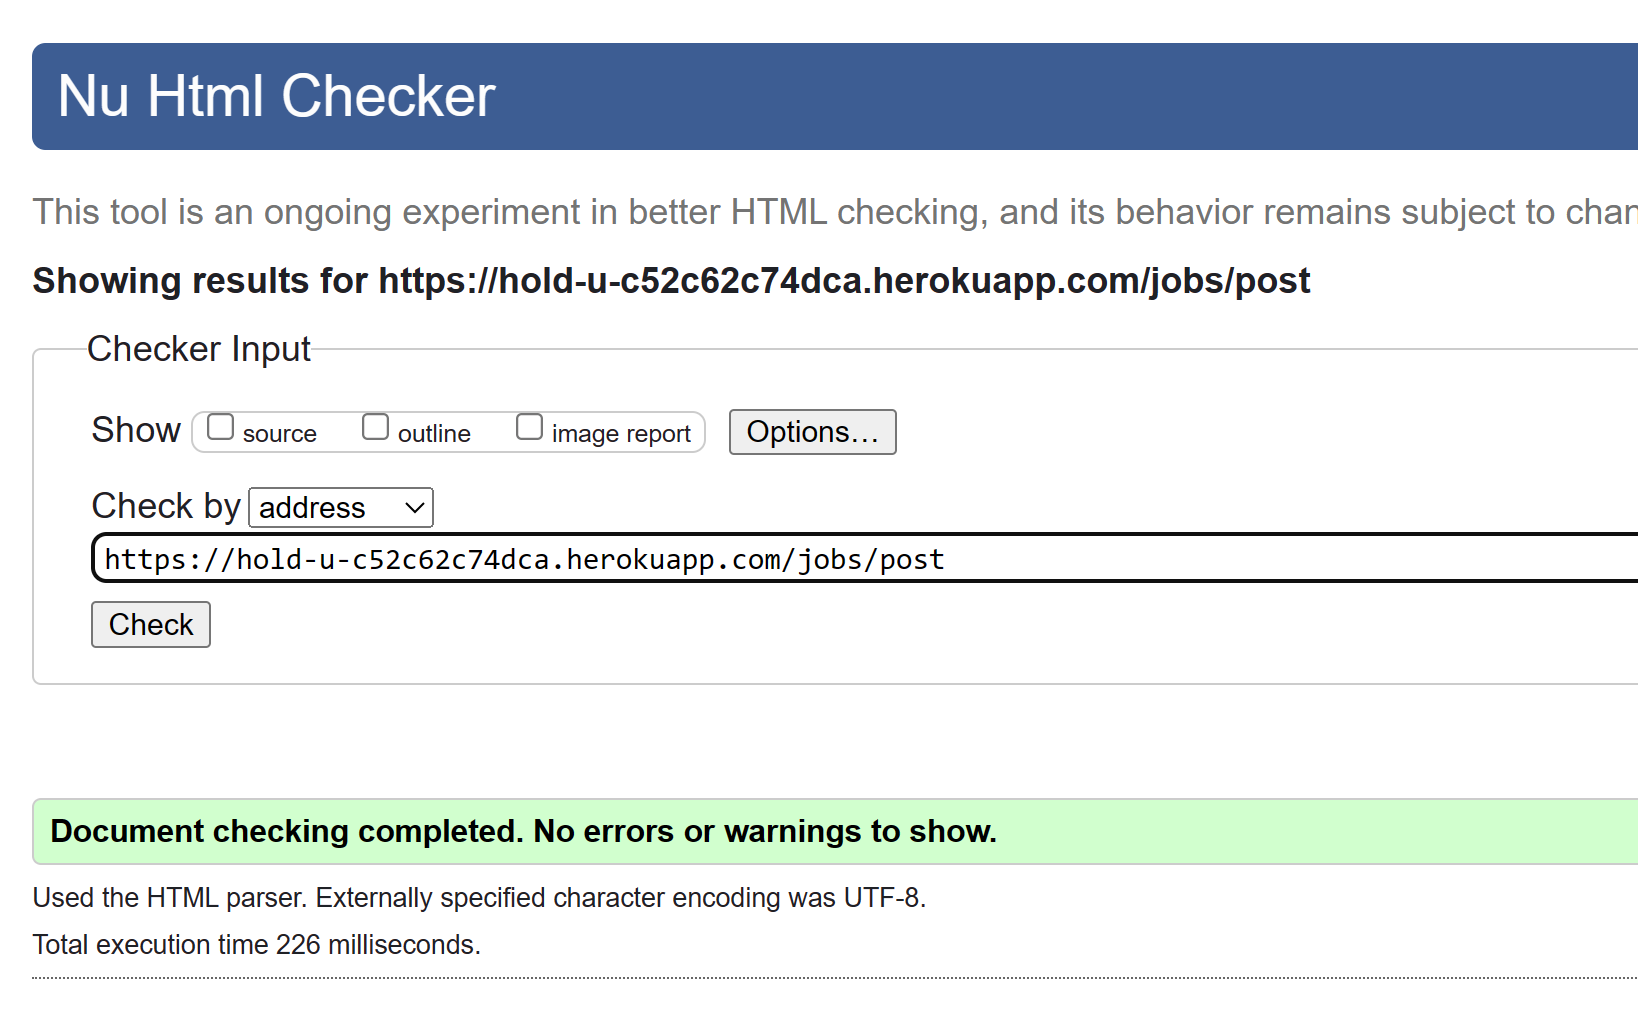 Nu Html Checker
This tool is an ongoing experiment in better HTML checking, and its behavior remains subject to
Showing results for https://hold-u-c52c62c74dca.herokuapp.com/jobs/post
Checker Input
Show source outline image report Options…
Check by address
https://hold-u-c52c62c74dca.herokuapp.com/jobs/post
Check
Document checking completed. No errors or warnings to show.
Used the HTML parser. Externally specified character encoding was UTF-8.
Total execution time 226 milliseconds.